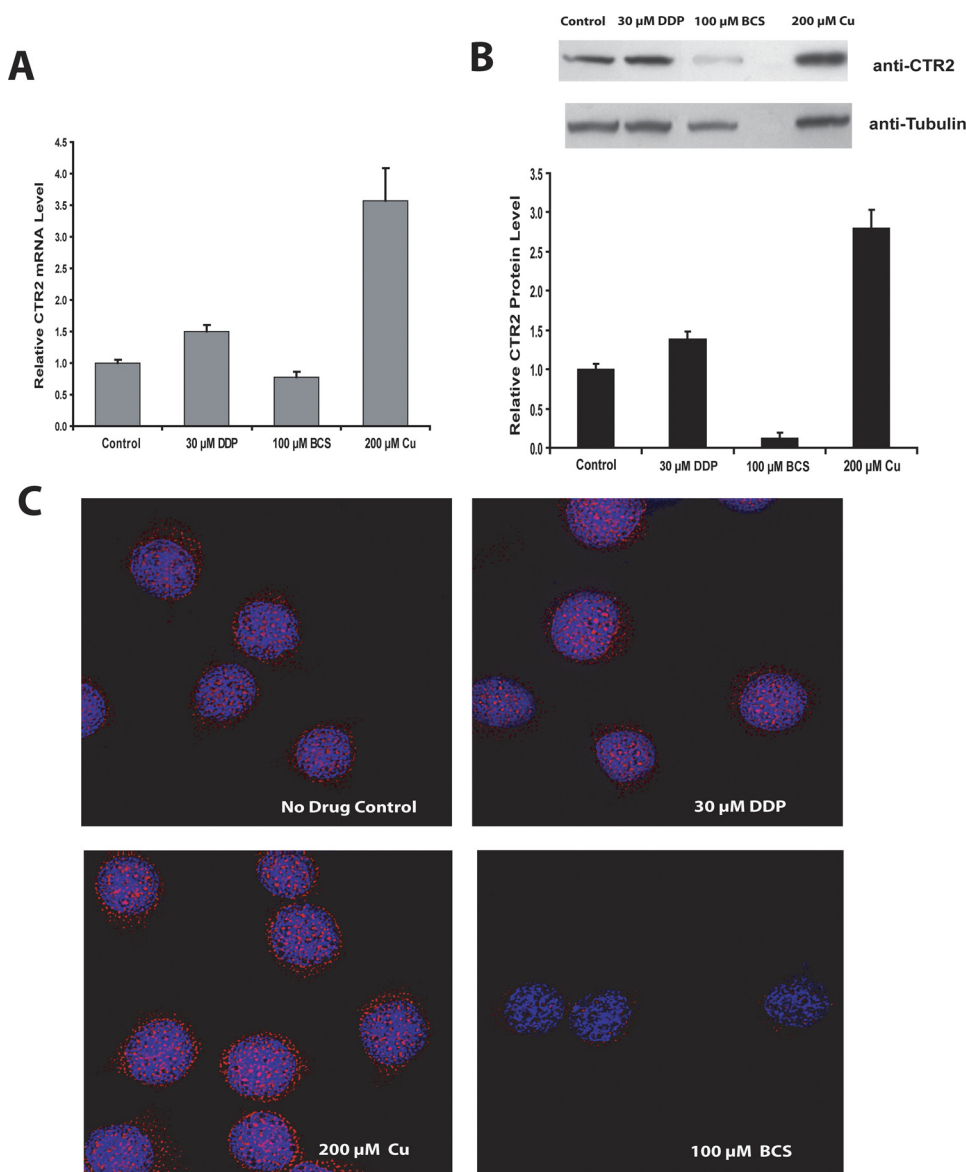 A
4.5
4.0
3.5
3.0
2.5
2.0
1.5
1.0
0.5
0.0
Relative CTR2 mRNA Level
Control 30 µM DDP 100 µM BCS 200 µM Cu
B
Control 30 µM DDP 100 µM BCS 200 µM Cu
anti-CTR2
anti-Tubulin
3.5
3.0
2.5
2.0
1.5
1.0
0.5
0.0
Relative CTR2 Protein Level
Control 30 µM DDP 100 µM BCS 200 µM Cu
C
No Drug Control
30 µM DDP
200 µM Cu
100 µM BCS